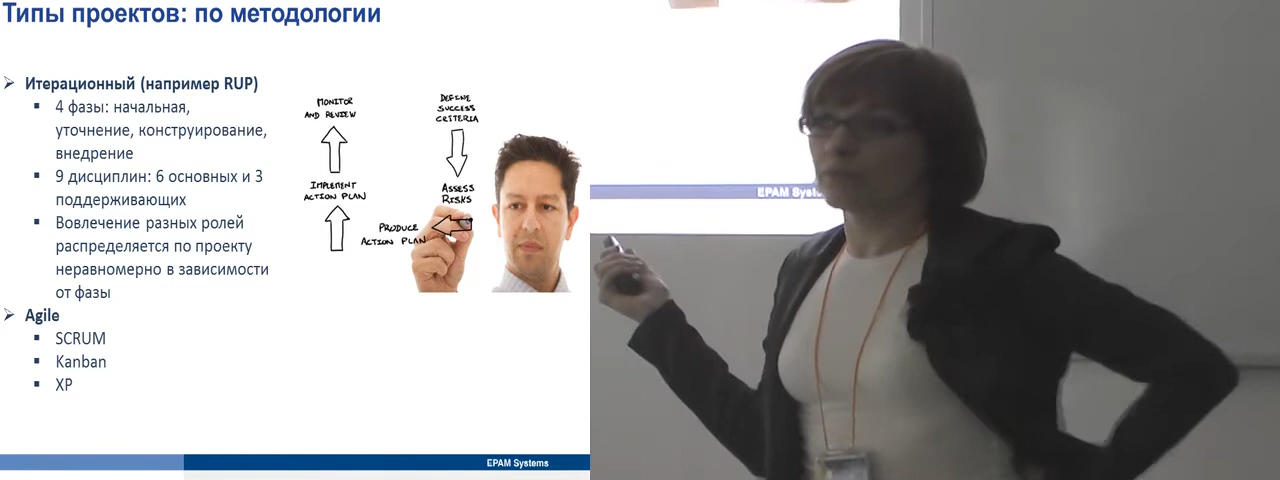 Типы проектов: по методологии
Итерационный (например RUP)
4 фазы: начальная,
уточнение, конструирование,
внедрение
9 дисциплин: 6 основных и 3
поддерживающих
Вовлечение разных ролей
распределяется по проекту
неравномерно в зависимости
от фазы
Agile
SCRUM
Kanban
XP
MONITOR
AND REVIEW
IMPLEMENT
ACTION PLAN
DEFINE
SUCCESS
CRITERIA
ASSESS
RISKS
PRODUCE
ACTION PLAN
EPAM Systems
EPAM